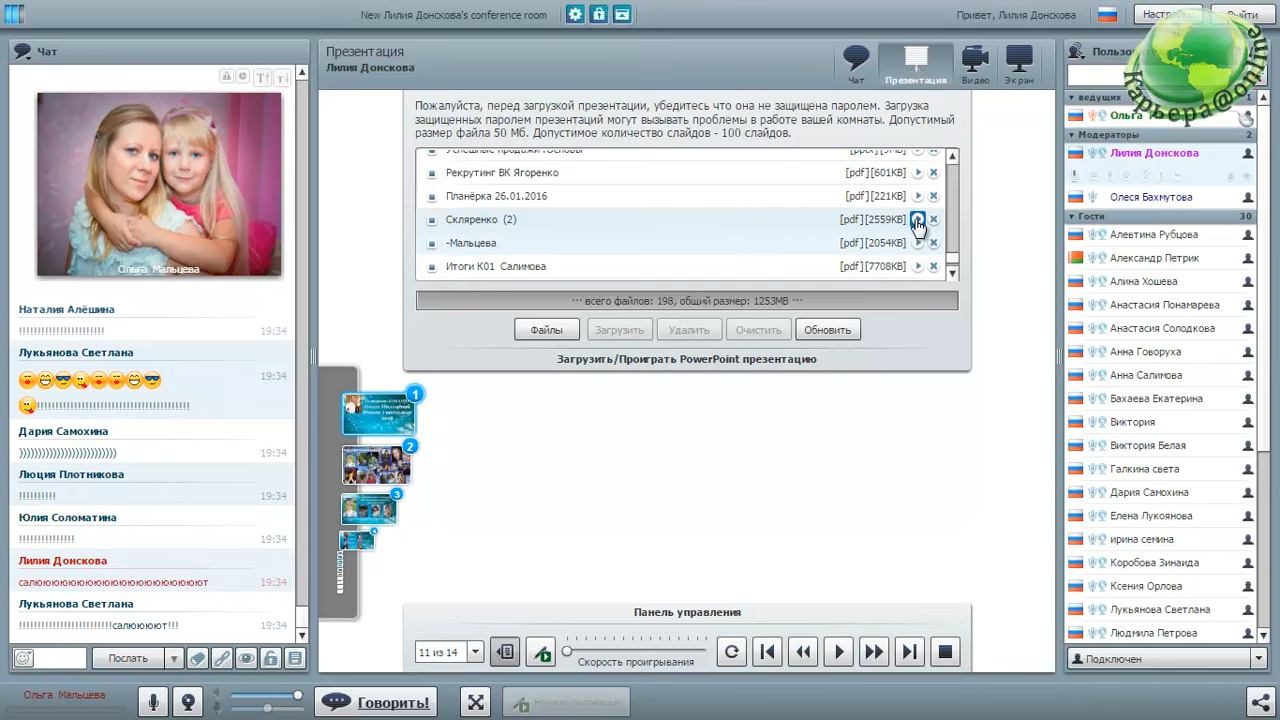 New Лилия Донскова's conference room
Привет, Лилия Донскова
Выйти
Карьера@online
Чат
Ольга Мальцева
Наталия Алёшина
!!!!!!!!!!!!!!!!!!!!!!!
19:34
Лукьянова Светлана
19:34
!!!!!!!!!!!!!!!!!!!!!!!!!!!!!!!!!!!!!!!!!
Дария Самохина
))))))))))))))))))))))))))
19:34
Люция Плотникова
!!!!!!!!!!
19:34
Юлия Соломатина
!!!!!!!!!!!!!!!
19:34
Лилия Донскова
салюююююююююююююююююют
19:34
Лукьянова Светлана
!!!!!!!!!!!!!!!!!!!!!!!!!салюююют!!!
19:34
Послать
Презентация
Лилия Донскова
Чат
Презентация
Видео
Экран
Пожалуйста, перед загрузкой презентации, убедитесь что она не защищена паролем. Загрузка
защищенных паролем презентаций могут вызывать проблемы в работе вашей комнаты. Допустимый
размер файла 50 Мб. Допустимое количество слайдов - 100 слайдов.
Рекрутинг ВК Ягоренко [pdf][601KB]
Планёрка 26.01.2016 [pdf][221KB]
Скляренко (2) [pdf][2559KB]
-Мальцева [pdf][2054KB]
Итоги К01 Салимова [pdf][7708KB]
··· всего файлов: 198, общий размер: 1253MB ···
Файлы
Загрузить
Удалить
Очистить
Обновить
Загрузить/Проиграть PowerPoint презентацию
1
2
3
4
Панель управления
11 из 14
Скорость проигрывания
ведущих 1
Модераторы 2
Лилия Донскова
Олеся Бахмутова
Гости 30
Алевтина Рубцова
Александр Петрик
Алина Хошева
Анастасия Понамарева
Анастасия Солодкова
Анна Говоруха
Анна Салимова
Бахаева Екатерина
Виктория
Виктория Белая
Галкина света
Дария Самохина
Елена Лукоянова
ирина семина
Коробова Зинаида
Ксения Орлова
Лукьянова Светлана
Людмила Петрова
Подключен
Ольга Мальцева
Говорить!